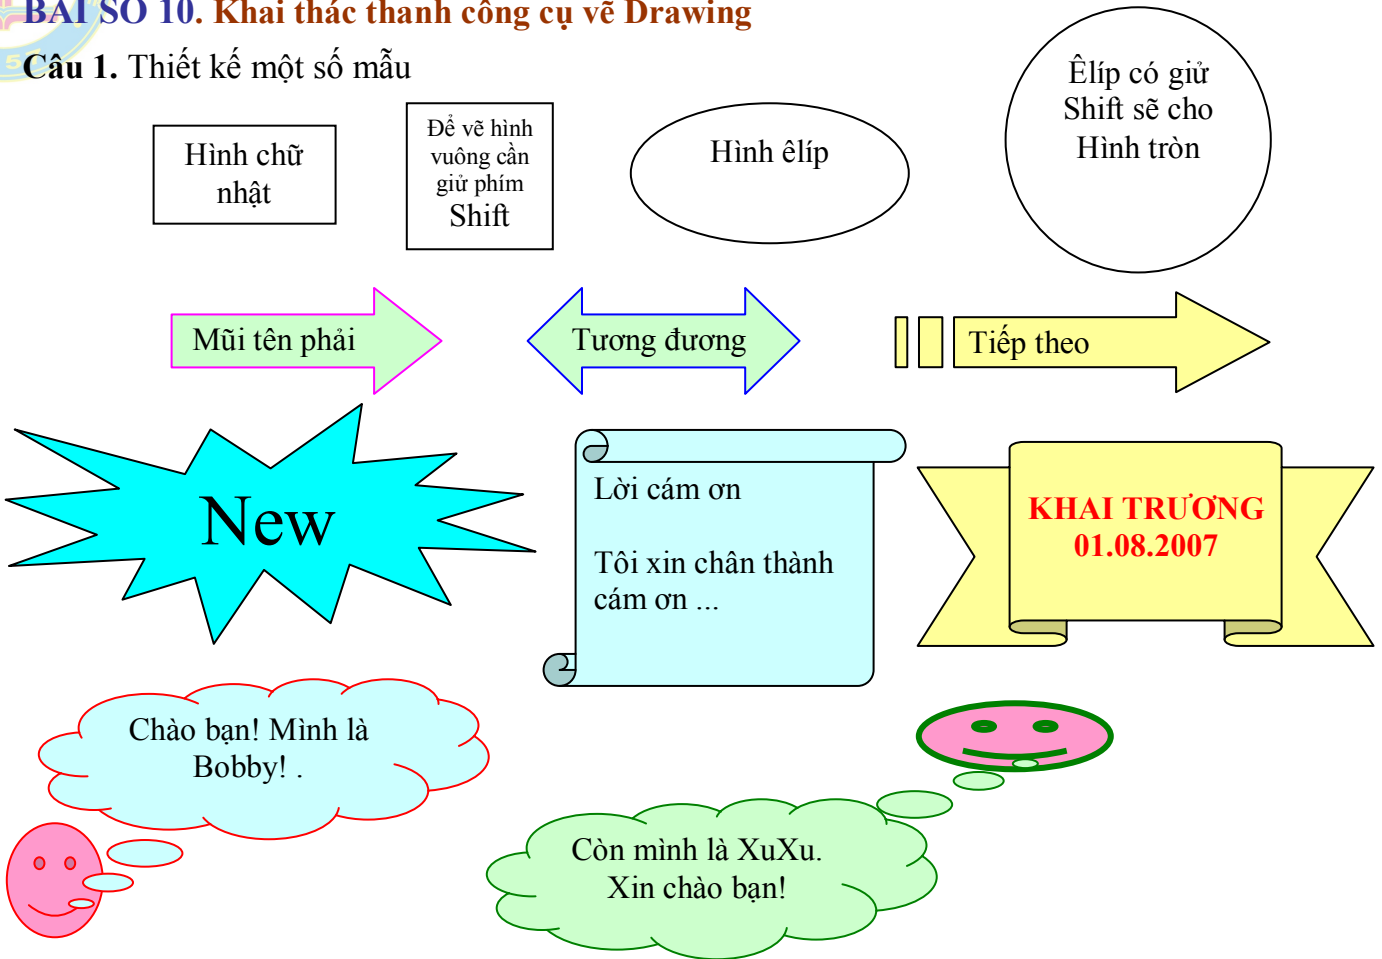 BÀI SỐ 10. Khai thác thanh công cụ vẽ Drawing
Câu 1. Thiết kế một số mẫu
Hình chữ
nhật
Để vẽ hình
vuông cần
giử phím
Shift
Hình êlíp
Êlíp có giử
Shift sẽ cho
Hình tròn
Mũi tên phải
Tương đương
Tiếp theo
New
Lời cám ơn
Tôi xin chân thành
cám ơn ...
KHAI TRƯƠNG
01.08.2007
Chào bạn! Mình là
Bobby! .
Còn mình là XuXu.
Xin chào bạn!